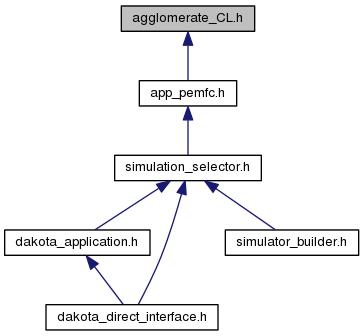 agglomerate_CL.h
app_pemfc.h
simulation_selector.h
dakota_application.h
simulator_builder.h
dakota_direct_interface.h